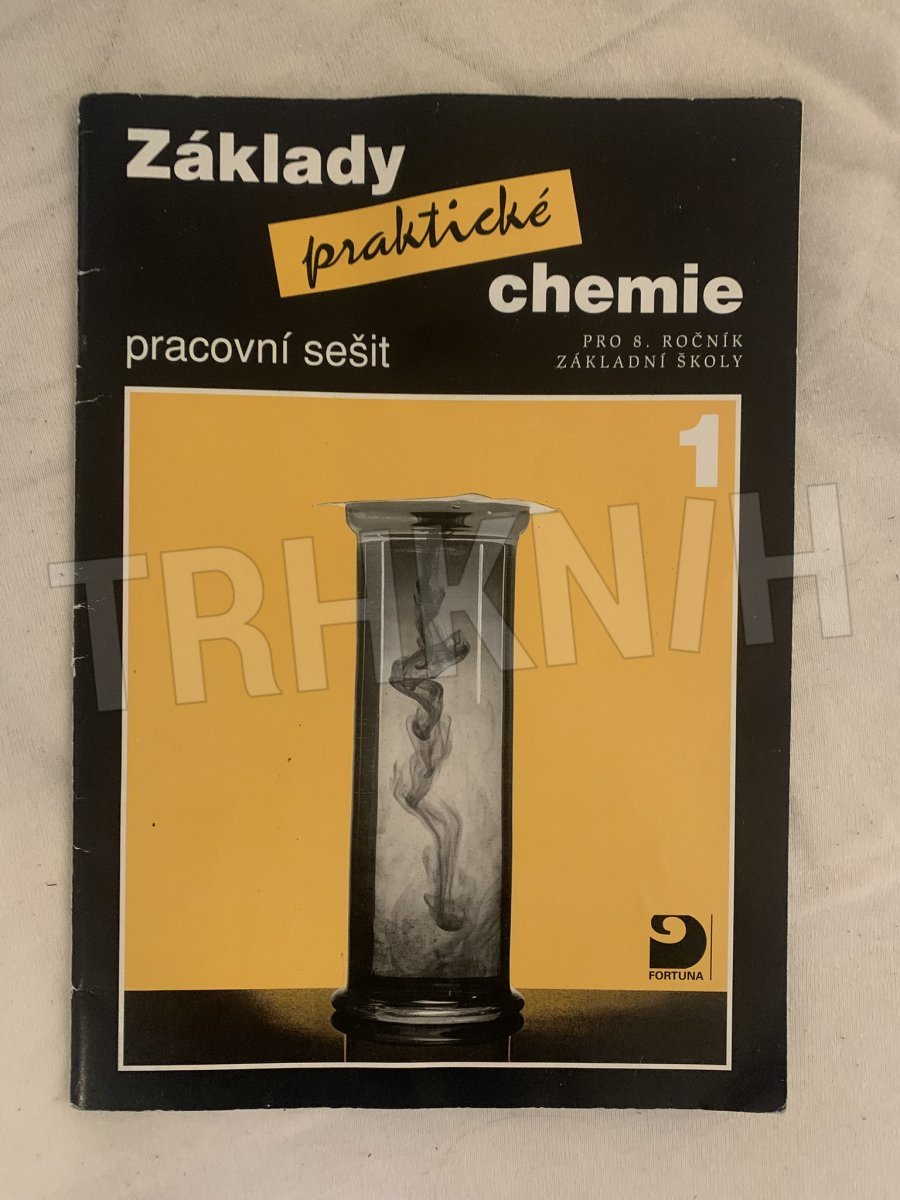 Základy
praktické
chemie
pracovní sešit
PRO 8. ROČNÍK
ZÁKLADNÍ ŠKOLY
1
TRHKNIH
FORTUNA